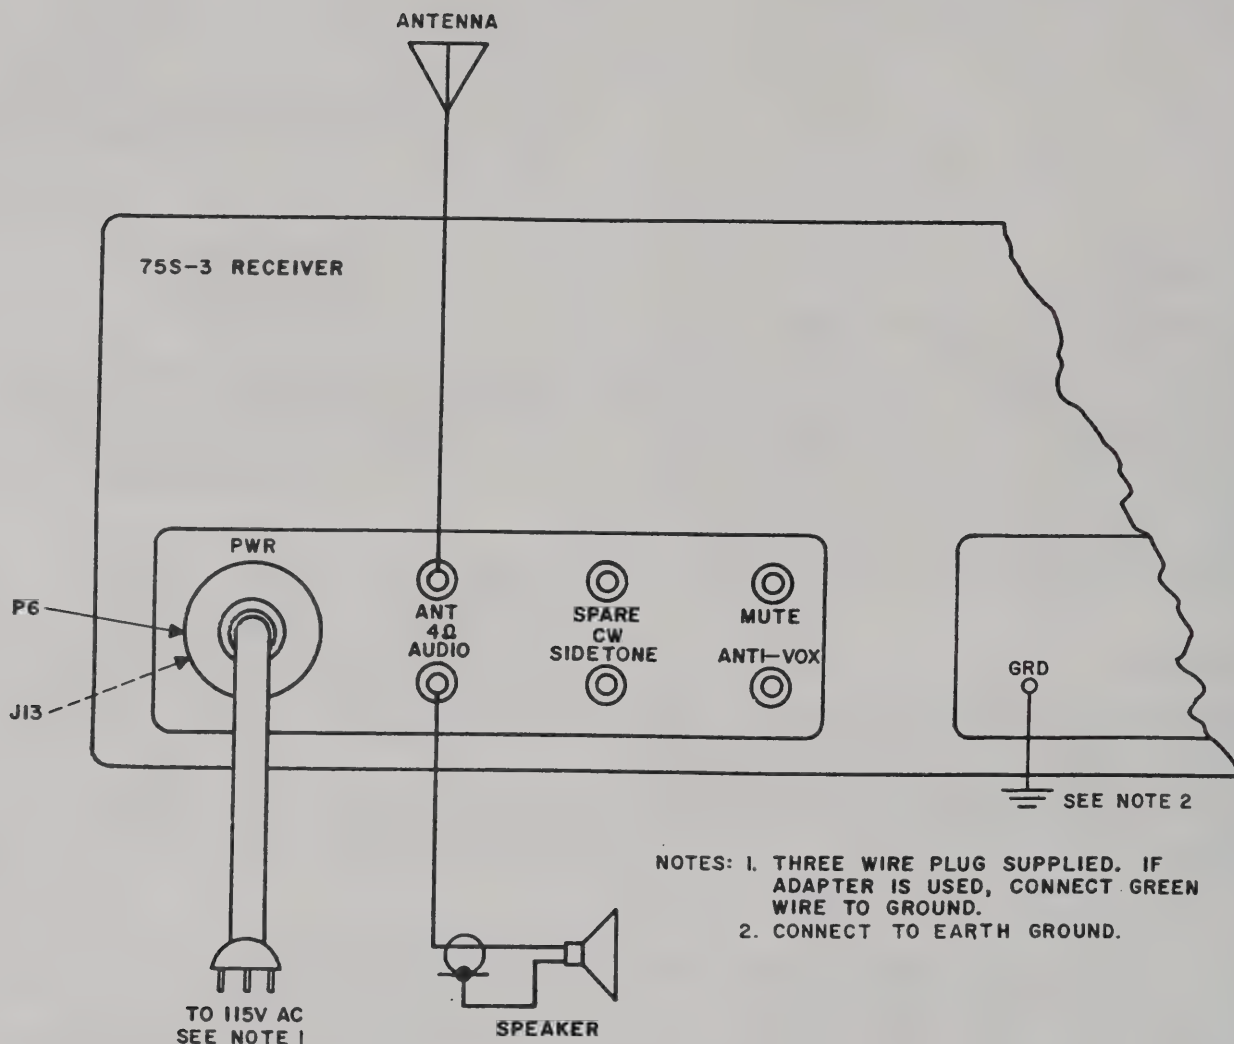 ANTENNA
75S-3 RECEIVER
PWR
P6
J13
ANT
4Ω
AUDIO
SPARE
CW
SIDETONE
MUTE
ANTI-VOX
GRD
SEE NOTE 2
NOTES: 1. THREE WIRE PLUG SUPPLIED. IF
ADAPTER IS USED, CONNECT GREEN
WIRE TO GROUND.
2. CONNECT TO EARTH GROUND.
TO 115V AC
SEE NOTE 1
SPEAKER